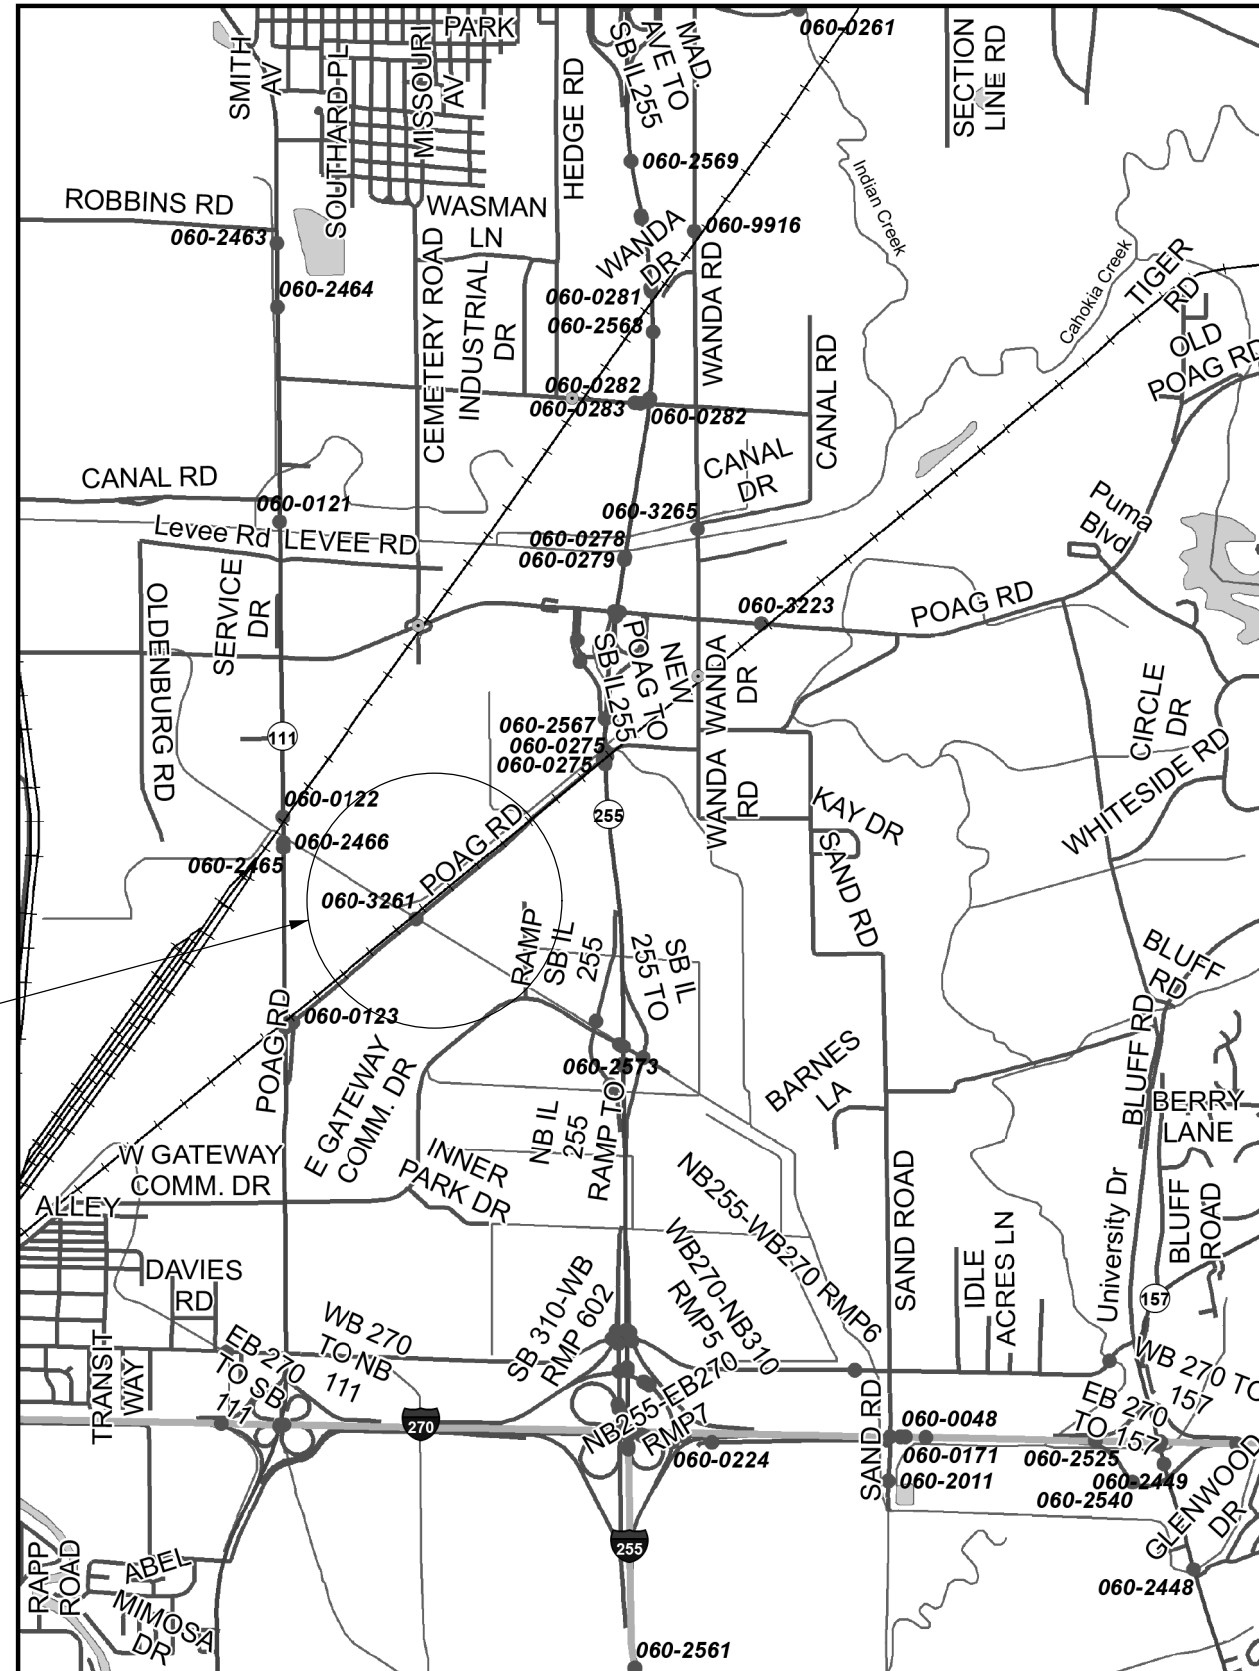 PARK
060-0261
SMITH
AV
SOUTHARD PL
MISSOURI
AV
HEDGE RD
MAD.
AVE TO
SB IL255
SECTION
LINE RD
060-2569
Indian Creek
ROBBINS RD
060-2463
WASMAN
LN
WANDA
DR
060-9916
060-2464
CEMETERY ROAD
INDUSTRIAL
DR
060-0281
060-2568
WANDA RD
Cahokia Creek
TIGER
RD
OLD
POAG RD
060-0282
060-0283
060-0282
CANAL RD
CANAL RD
060-0121
CANAL
DR
Levee Rd
LEVEE RD
060-3265
060-0278
060-0279
Puma
Blvd
OLDENBURG RD
SERVICE
DR
060-3223
POAG RD
SB IL255
POAG TO
NEW
WANDA
DR
CIRCLE
DR
WHITESIDE RD
111
060-2567
060-0275
060-0275
060-0122
060-2466
060-2465
255
WANDA
RD
KAY DR
SAND RD
POAG RD
060-3261
RAMP
SB IL
255
SB IL
255 TO
BLUFF
RD
POAG RD
060-0123
060-2573
E GATEWAY
COMM. DR
BARNES
LA
BLUFF RD
BERRY
LANE
NB IL
255
RAMP TO
W GATEWAY
COMM. DR
INNER
PARK DR
ALLEY
NB255-WB270 RMP6
SAND ROAD
University Dr
BLUFF
ROAD
DAVIES
RD
SB 310-WB
RMP 602
WB270-NB310
RMP5
IDLE
ACRES LN
157
TRANSIT
WAY
EB 270
TO SB
111
WB 270
TO NB
111
WB 270 TO
157
EB 270
TO 157
270
NB255-EB270
RMP7
SAND RD
060-0048
060-0224
060-0171
060-2011
060-2525
060-2449
060-2540
GLENWOOD
DR
255
RAPP
ROAD
ABEL
MIMOSA
DR
060-2448
060-2561